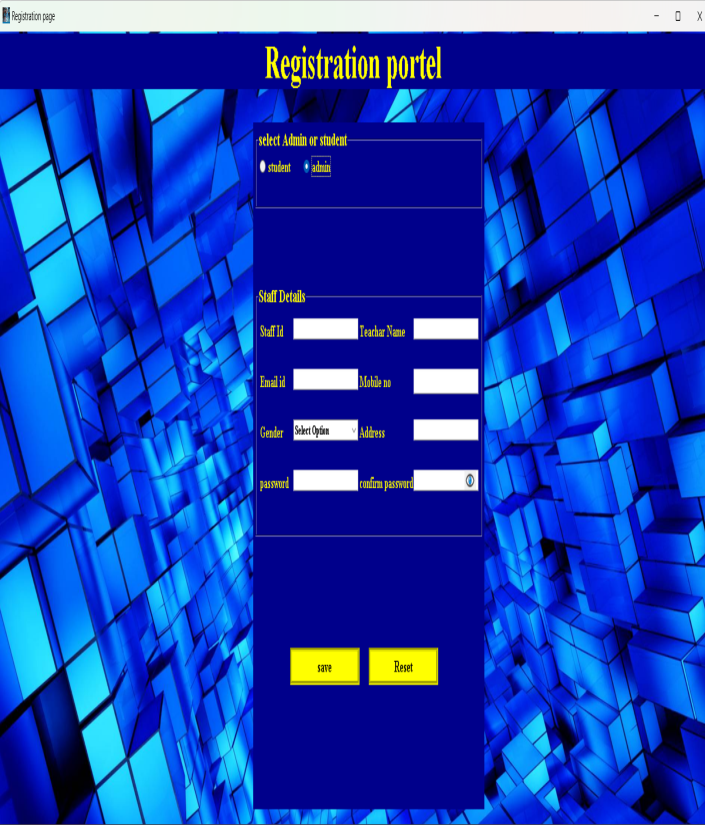 Registration page
Registration portel
select Admin or student
student admin
Staff Details
Staff Id Teachar Name
Email id Mobile no
Gender Select Option Address
password confirm password
save Reset